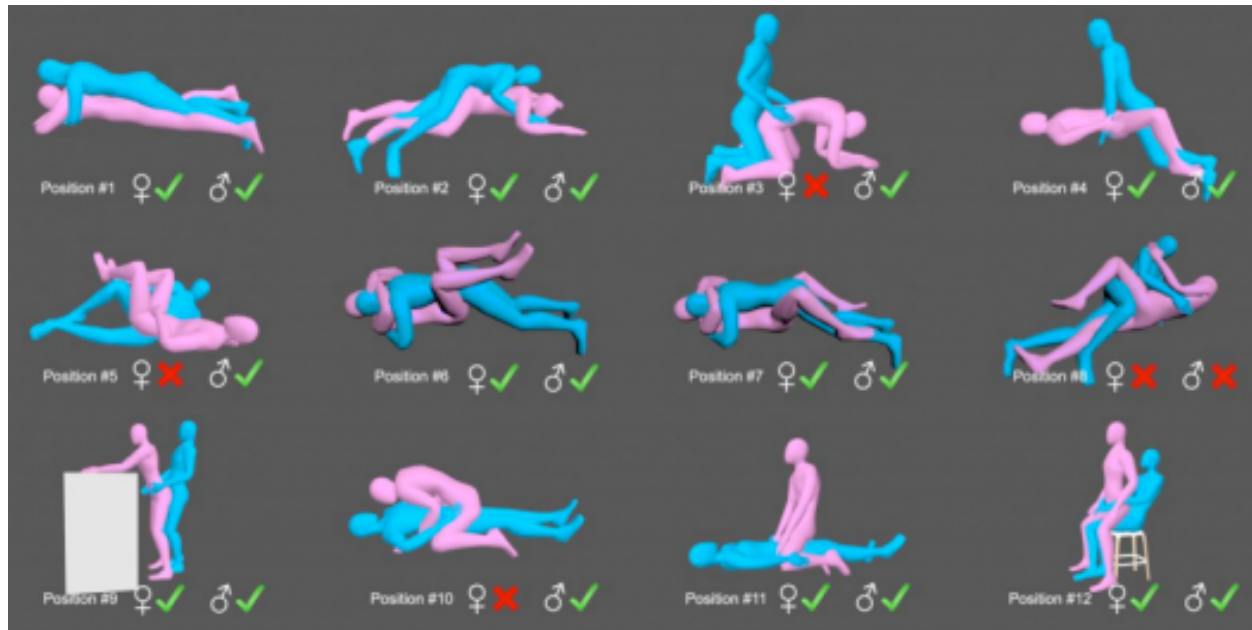 Position #1 ♀ ✓ ♂ ✓
Position #2 ♀ ✓ ♂ ✓
Position #3 ♀ ✗ ♂ ✓
Position #4 ♀ ✓ ♂ ✓
Position #5 ♀ ✗ ♂ ✓
Position #6 ♀ ✓ ♂ ✓
Position #7 ♀ ✓ ♂ ✓
Position #8 ♀ ✗ ♂ ✗
Position #9 ♀ ✓ ♂ ✓
Position #10 ♀ ✗ ♂ ✓
Position #11 ♀ ✓ ♂ ✓
Position #12 ♀ ✓ ♂ ✓